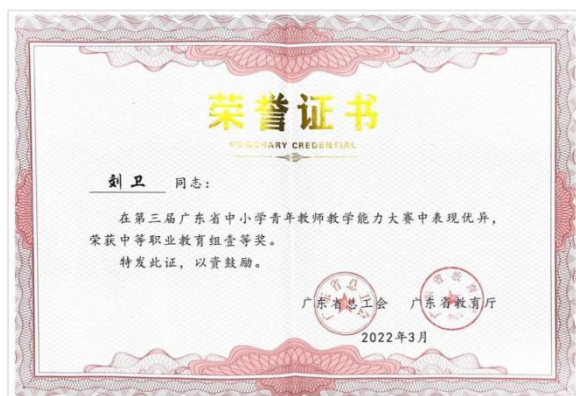 荣誉证书
HONORARY CREDENTIAL
刘卫 同志：
在第三届广东省中小学青年教师教学能力大赛中表现优异，
荣获中等职业教育组壹等奖。
特发此证，以资鼓励。
广东省总工会 广东省教育厅
2022年3月